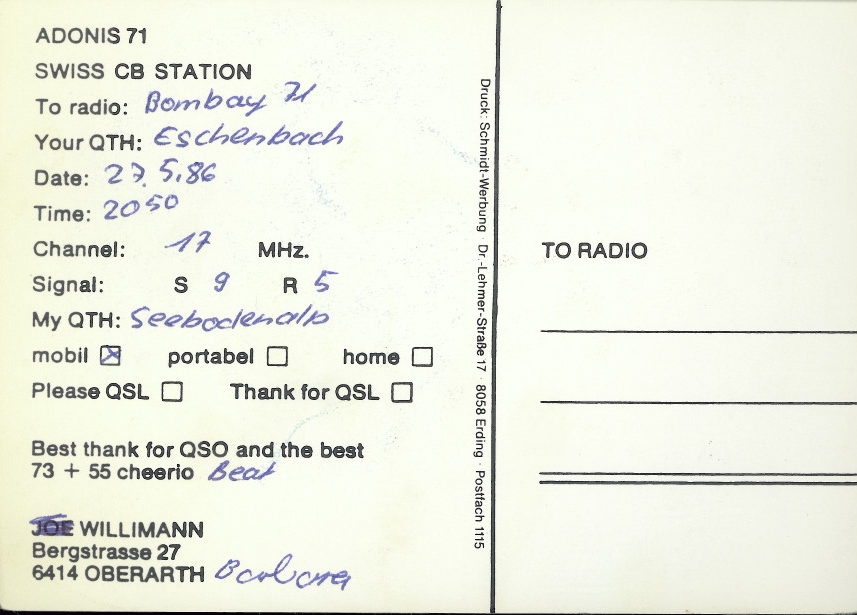 ADONIS 71
SWISS CB STATION
To radio: Bombay 71
Your QTH: Eschenbach
Date: 27.5.86
Time: 2050
Channel: 17 MHz.
Signal: S 9 R 5
My QTH: Seebodenalp
mobil ☒ portabel ☐ home ☐
Please QSL ☐ Thank for QSL ☐
Best thank for QSO and the best
73 + 55 cheerio Beat
JOE WILLIMANN
Bergstrasse 27
6414 OBERARTH Barbara
Druck: Schmidt-Werbung · Dr.-Lehmer-Straße 17 · 8058 Erding · Postfach 1115
TO RADIO